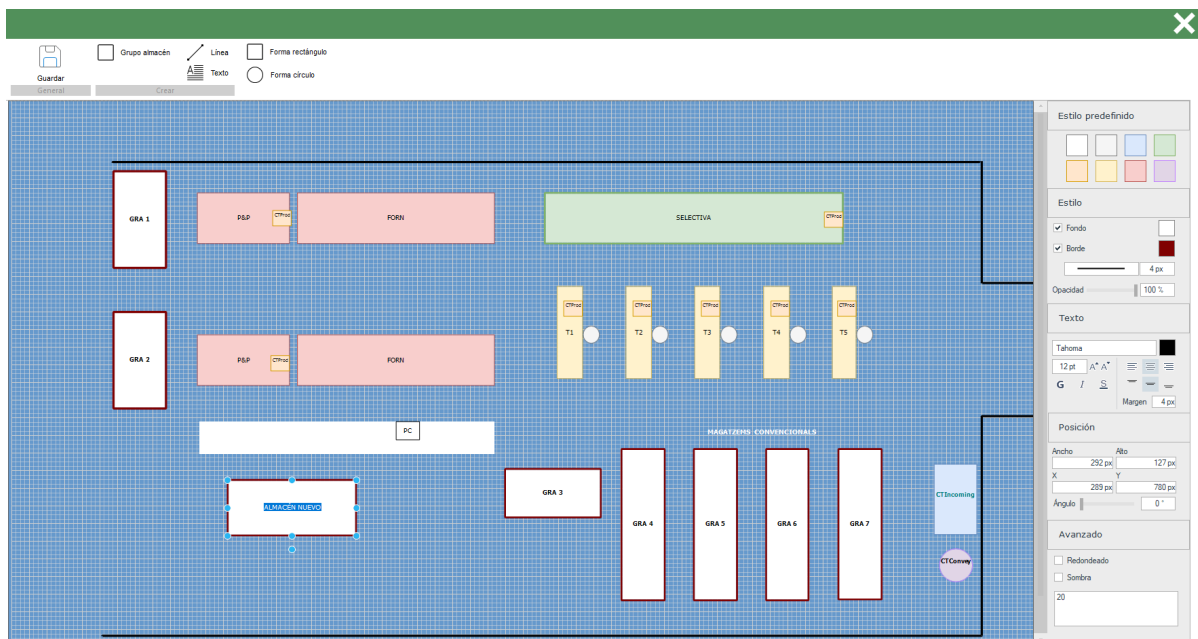 Grupo almacén
Línea
Forma rectángulo
Guardar
Texto
Forma círculo
General
Crear
Estilo predefinido
Estilo
Fondo
Borde
4 px
Opacidad
100 %
Texto
Tahoma
12 pt
A˄ A˅
G I S
Margen
4 px
Posición
Ancho
Alto
292 px
127 px
X
Y
289 px
780 px
Ángulo
0 °
Avanzado
Redondeado
Sombra
20
GRA 1
P&P
CTProd
FORN
SELECTIVA
CTProd
CTProd
CTProd
CTProd
CTProd
CTProd
T1
T2
T3
T4
T5
GRA 2
P&P
CTProd
FORN
PC
MAGATZEMS CONVENCIONALS
ALMACÉN NUEVO
GRA 3
GRA 4
GRA 5
GRA 6
GRA 7
CTIncoming
CTConvey